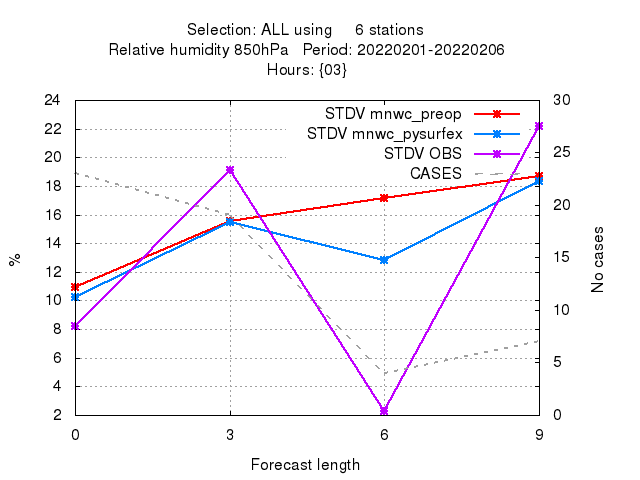 Selection: ALL using 6 stations
Relative humidity 850hPa Period: 20220201-20220206
Hours: {03}
STDV mnwc_preop
STDV mnwc_pysurfex
STDV OBS
CASES
24
22
20
18
16
14
12
10
8
6
4
2
%
30
25
20
15
10
5
0
No cases
0 3 6 9
Forecast length